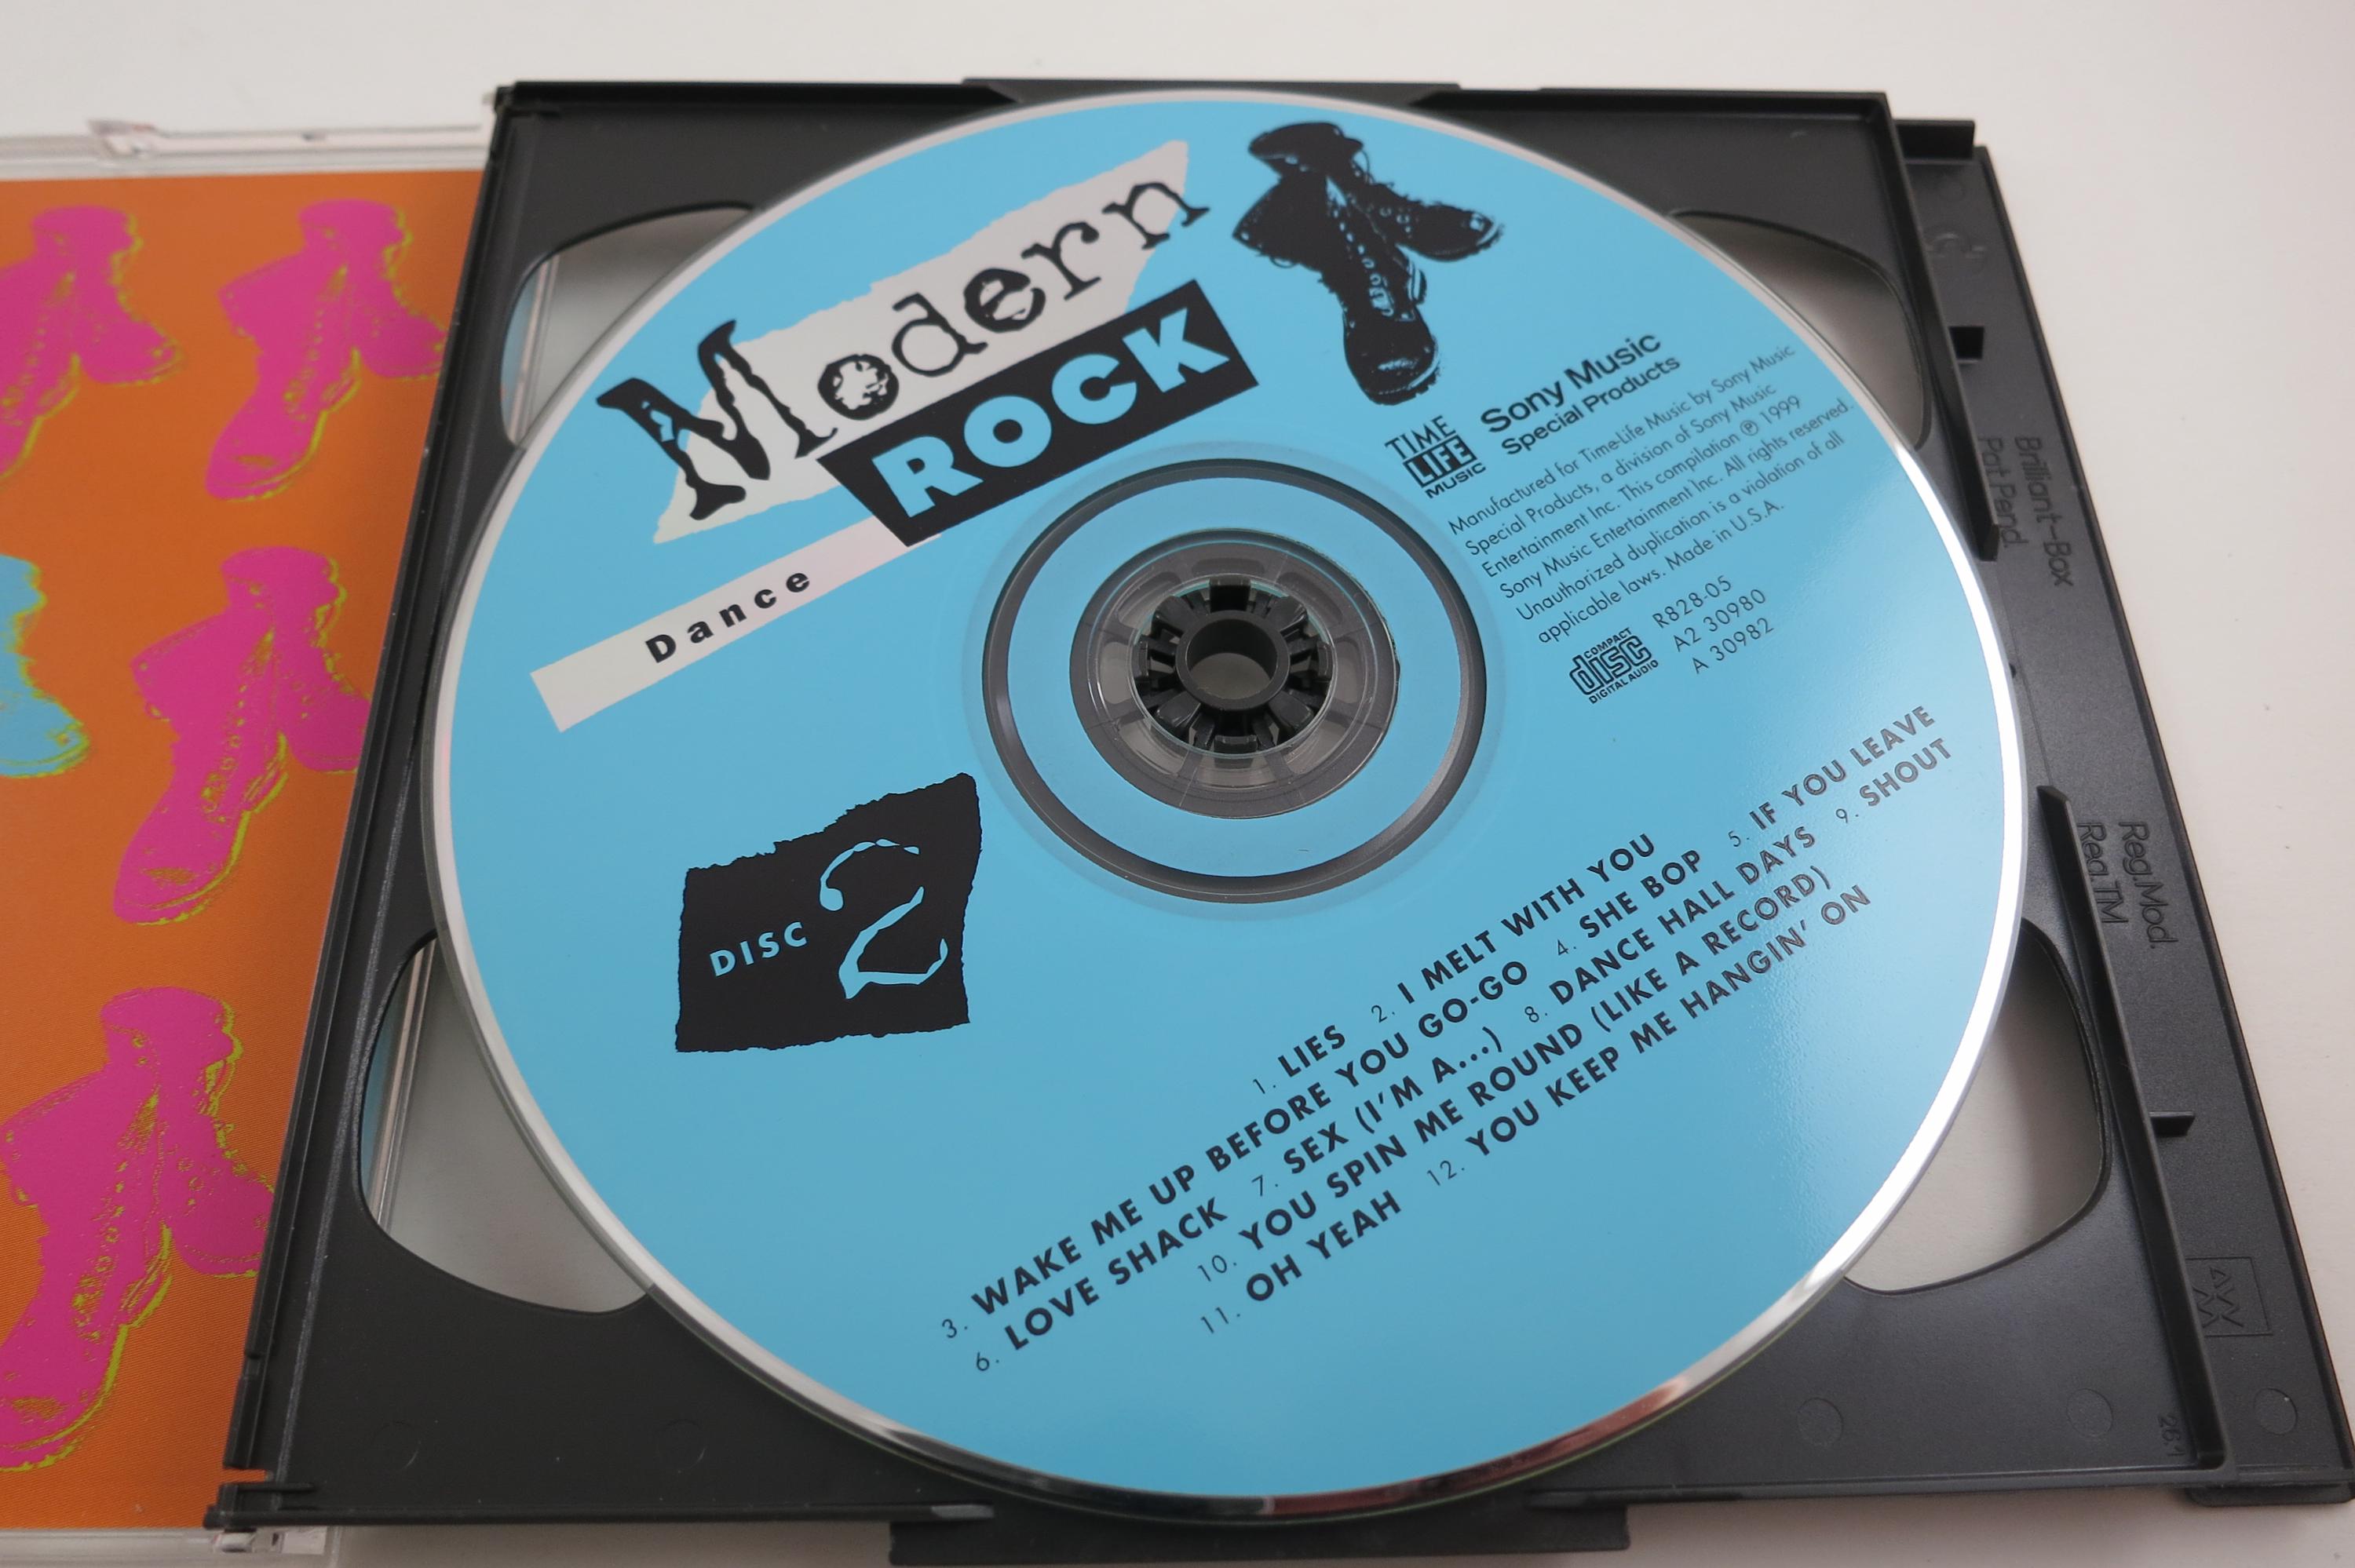 Modern
ROCK
Dance
TIME
LIFE
MUSIC
Sony Music
Special Products
Manufactured for Time-Life Music by Sony Music
Special Products, a division of Sony Music
Entertainment Inc. This compilation ℗ 1999
Sony Music Entertainment Inc. All rights reserved.
Unauthorized duplication is a violation of all
applicable laws. Made in U.S.A.
COMPACT
disc
DIGITAL AUDIO
R828-05
A2 30980
A 30982
DISC 2
1. LIES 2. I MELT WITH YOU
3. WAKE ME UP BEFORE YOU GO-GO 4. SHE BOP 5. IF YOU LEAVE
6. LOVE SHACK 7. SEX (I'M A...) 8. DANCE HALL DAYS 9. SHOUT
10. YOU SPIN ME ROUND (LIKE A RECORD)
11. OH YEAH 12. YOU KEEP ME HANGIN' ON
Brilliant-Box
Pat. Pend.
Reg. Mod.
Reg. TM